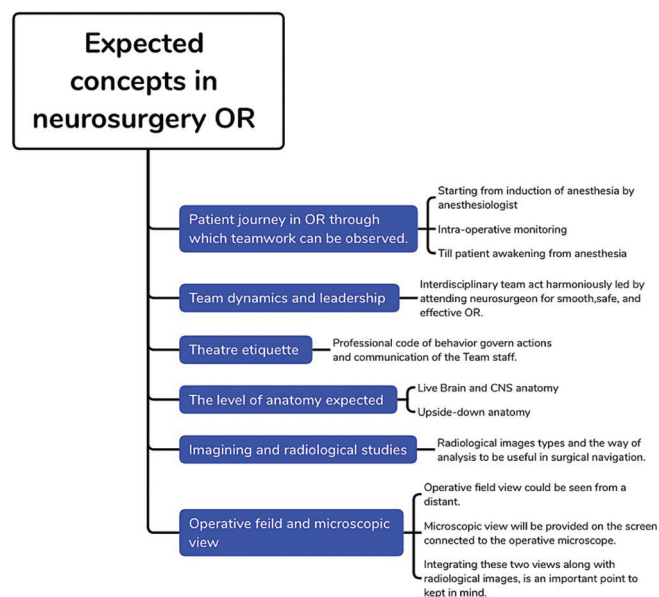 Expected
concepts in
neurosurgery OR
Patient journey in OR through
which teamwork can be observed.
Starting from induction of anesthesia by
anesthesiologist
Intra-operative monitoring
Till patient awakening from anesthesia
Team dynamics and leadership
Interdisciplinary team act harmoniously led by
attending neurosurgeon for smooth,safe, and
effective OR.
Theatre etiquette
Professional code of behavior govern actions
and communication of the Team staff.
The level of anatomy expected
Live Brain and CNS anatomy
Upside-down anatomy
Imagining and radiological studies
Radiological images types and the way of
analysis to be useful in surgical navigation.
Operative feild and microscopic
view
Operative field view could be seen from a
distant.
Microscopic view will be provided on the screen
connected to the operative microscope.
Integrating these two views along with
radiological images, is an important point to
kept in mind.